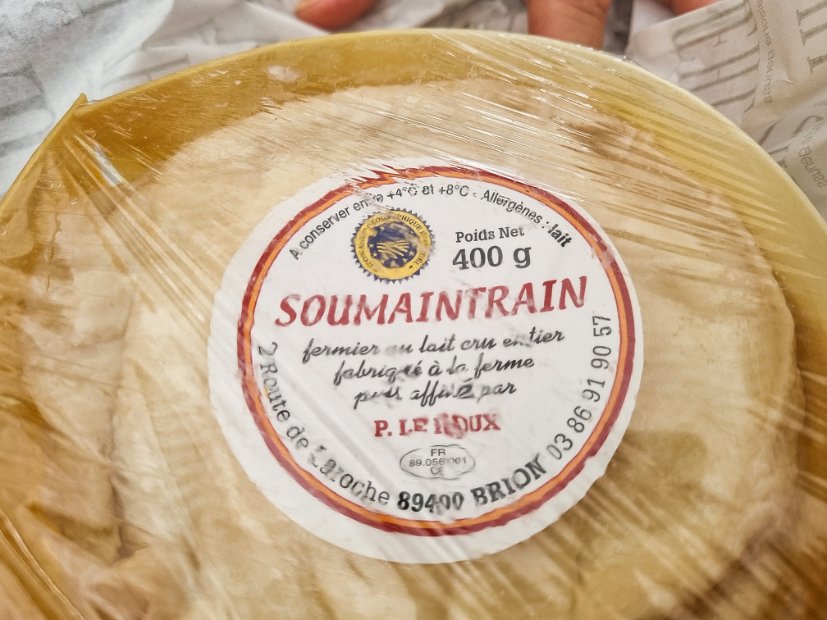 A conserver entre +4°C et +8°C - Allergènes : lait
Poids Net
400 g
SOUMAINTRAIN
fermier au lait cru entier
fabriqué à la ferme
puis affiné par
P. LE ROUX
FR
89.056.001
CE
2 Route de Laroche 89400 BRION 03 86 91 90 57